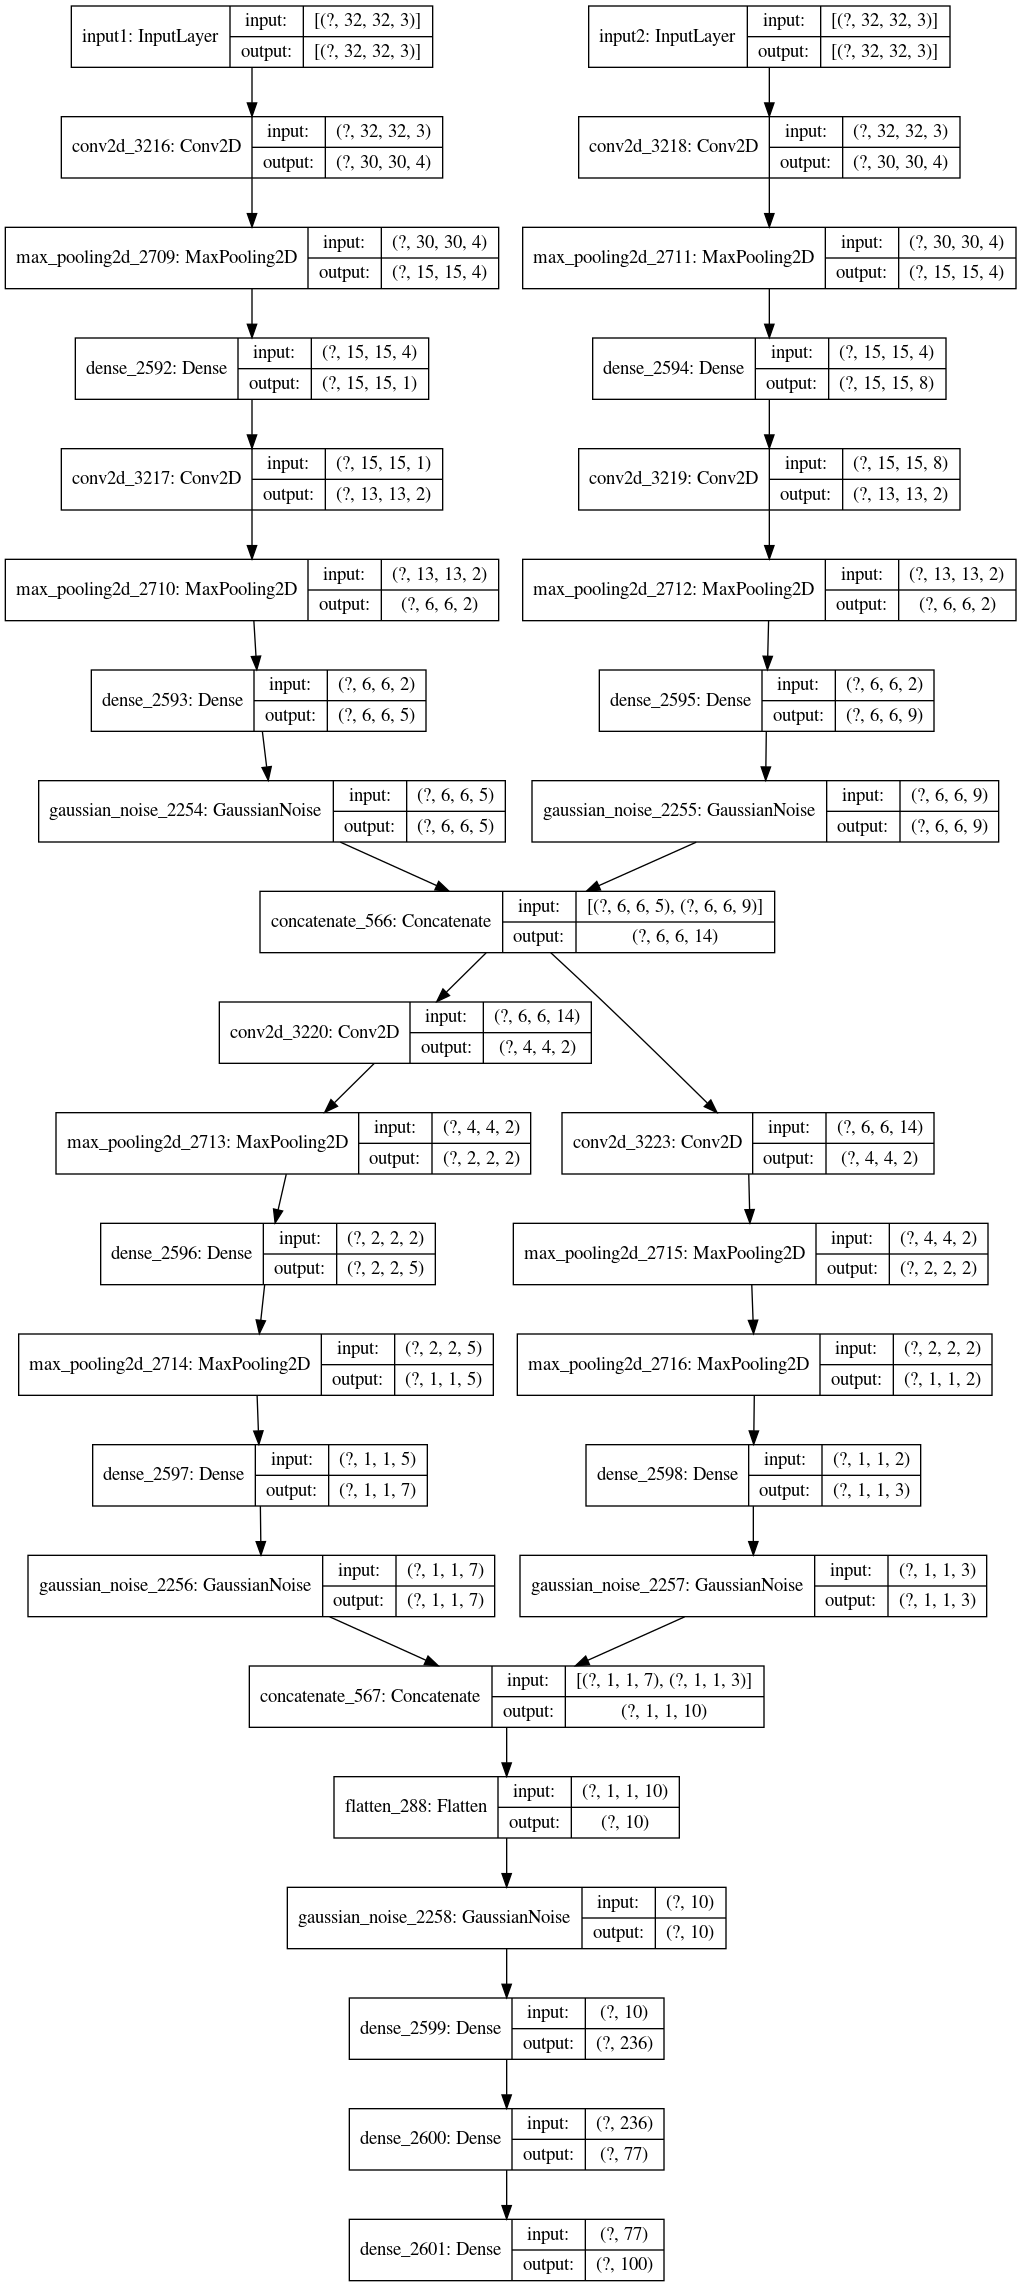 input1: InputLayer input: [(?, 32, 32, 3)] output: [(?, 32, 32, 3)]
input2: InputLayer input: [(?, 32, 32, 3)] output: [(?, 32, 32, 3)]
conv2d_3216: Conv2D input: (?, 32, 32, 3) output: (?, 30, 30, 4)
conv2d_3218: Conv2D input: (?, 32, 32, 3) output: (?, 30, 30, 4)
max_pooling2d_2709: MaxPooling2D input: (?, 30, 30, 4) output: (?, 15, 15, 4)
max_pooling2d_2711: MaxPooling2D input: (?, 30, 30, 4) output: (?, 15, 15, 4)
dense_2592: Dense input: (?, 15, 15, 4) output: (?, 15, 15, 1)
dense_2594: Dense input: (?, 15, 15, 4) output: (?, 15, 15, 8)
conv2d_3217: Conv2D input: (?, 15, 15, 1) output: (?, 13, 13, 2)
conv2d_3219: Conv2D input: (?, 15, 15, 8) output: (?, 13, 13, 2)
max_pooling2d_2710: MaxPooling2D input: (?, 13, 13, 2) output: (?, 6, 6, 2)
max_pooling2d_2712: MaxPooling2D input: (?, 13, 13, 2) output: (?, 6, 6, 2)
dense_2593: Dense input: (?, 6, 6, 2) output: (?, 6, 6, 5)
dense_2595: Dense input: (?, 6, 6, 2) output: (?, 6, 6, 9)
gaussian_noise_2254: GaussianNoise input: (?, 6, 6, 5) output: (?, 6, 6, 5)
gaussian_noise_2255: GaussianNoise input: (?, 6, 6, 9) output: (?, 6, 6, 9)
concatenate_566: Concatenate input: [(?, 6, 6, 5), (?, 6, 6, 9)] output: (?, 6, 6, 14)
conv2d_3220: Conv2D input: (?, 6, 6, 14) output: (?, 4, 4, 2)
max_pooling2d_2713: MaxPooling2D input: (?, 4, 4, 2) output: (?, 2, 2, 2)
conv2d_3223: Conv2D input: (?, 6, 6, 14) output: (?, 4, 4, 2)
dense_2596: Dense input: (?, 2, 2, 2) output: (?, 2, 2, 5)
max_pooling2d_2715: MaxPooling2D input: (?, 4, 4, 2) output: (?, 2, 2, 2)
max_pooling2d_2714: MaxPooling2D input: (?, 2, 2, 5) output: (?, 1, 1, 5)
max_pooling2d_2716: MaxPooling2D input: (?, 2, 2, 2) output: (?, 1, 1, 2)
dense_2597: Dense input: (?, 1, 1, 5) output: (?, 1, 1, 7)
dense_2598: Dense input: (?, 1, 1, 2) output: (?, 1, 1, 3)
gaussian_noise_2256: GaussianNoise input: (?, 1, 1, 7) output: (?, 1, 1, 7)
gaussian_noise_2257: GaussianNoise input: (?, 1, 1, 3) output: (?, 1, 1, 3)
concatenate_567: Concatenate input: [(?, 1, 1, 7), (?, 1, 1, 3)] output: (?, 1, 1, 10)
flatten_288: Flatten input: (?, 1, 1, 10) output: (?, 10)
gaussian_noise_2258: GaussianNoise input: (?, 10) output: (?, 10)
dense_2599: Dense input: (?, 10) output: (?, 236)
dense_2600: Dense input: (?, 236) output: (?, 77)
dense_2601: Dense input: (?, 77) output: (?, 100)